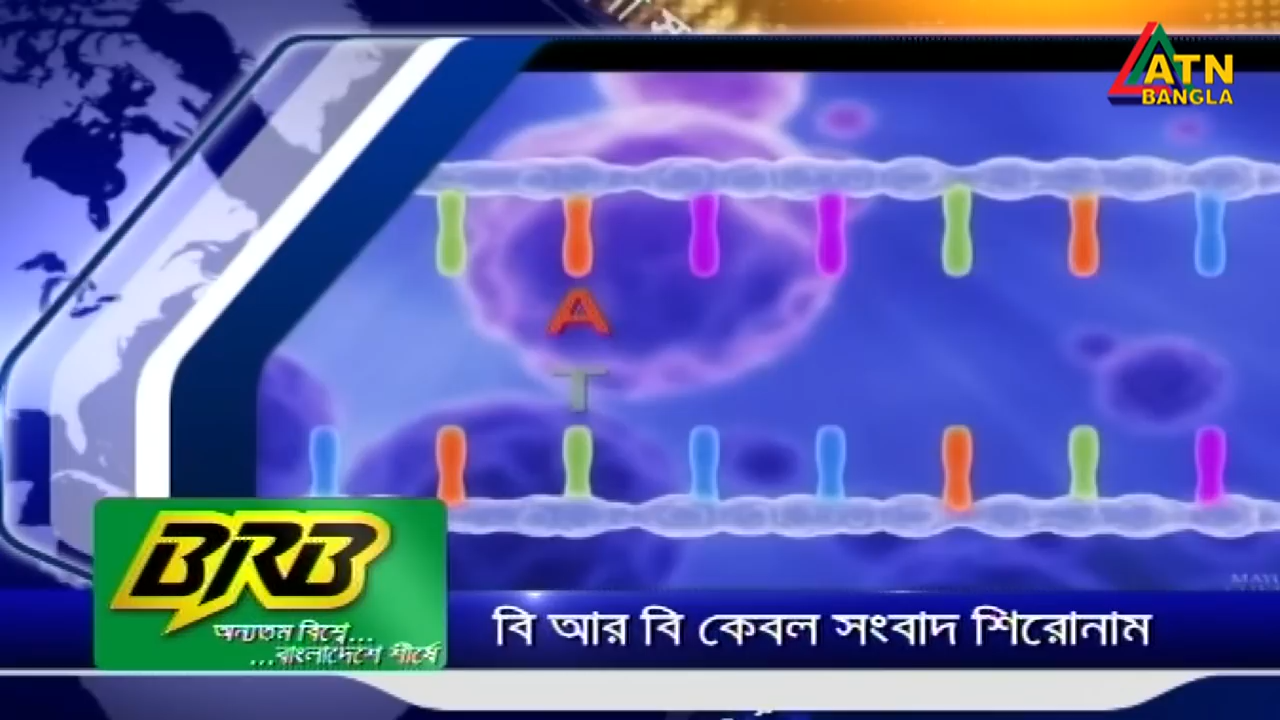 ATN
BANGLA
A
T
BRB
অন্যতম বিশ্বে...
...বাংলাদেশে শীর্ষে
বি আর বি কেবল সংবাদ শিরোনাম